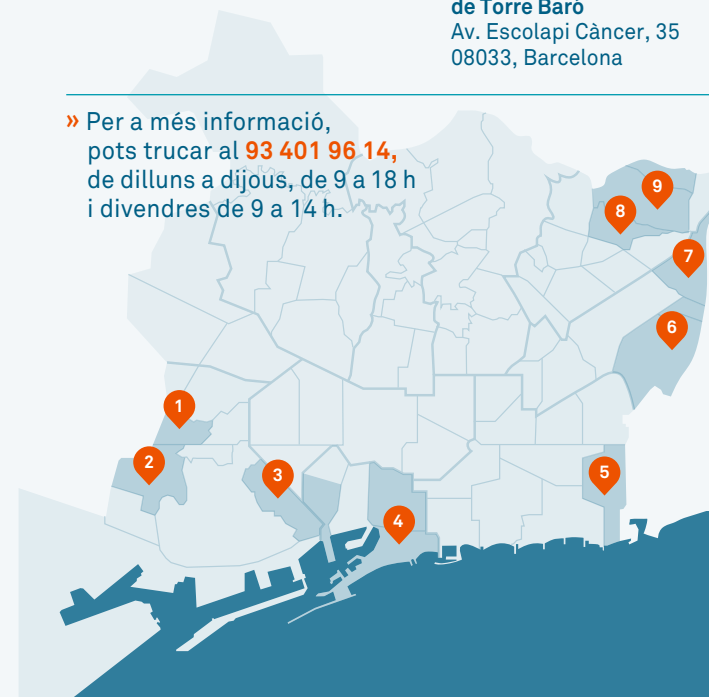 de Torre Baró
Av. Escolapi Càncer, 35
08033, Barcelona
» Per a més informació,
pots trucar al 93 401 96 14,
de dilluns a dijous, de 9 a 18 h
i divendres de 9 a 14 h.
9
8
7
6
1
2
3
5
4